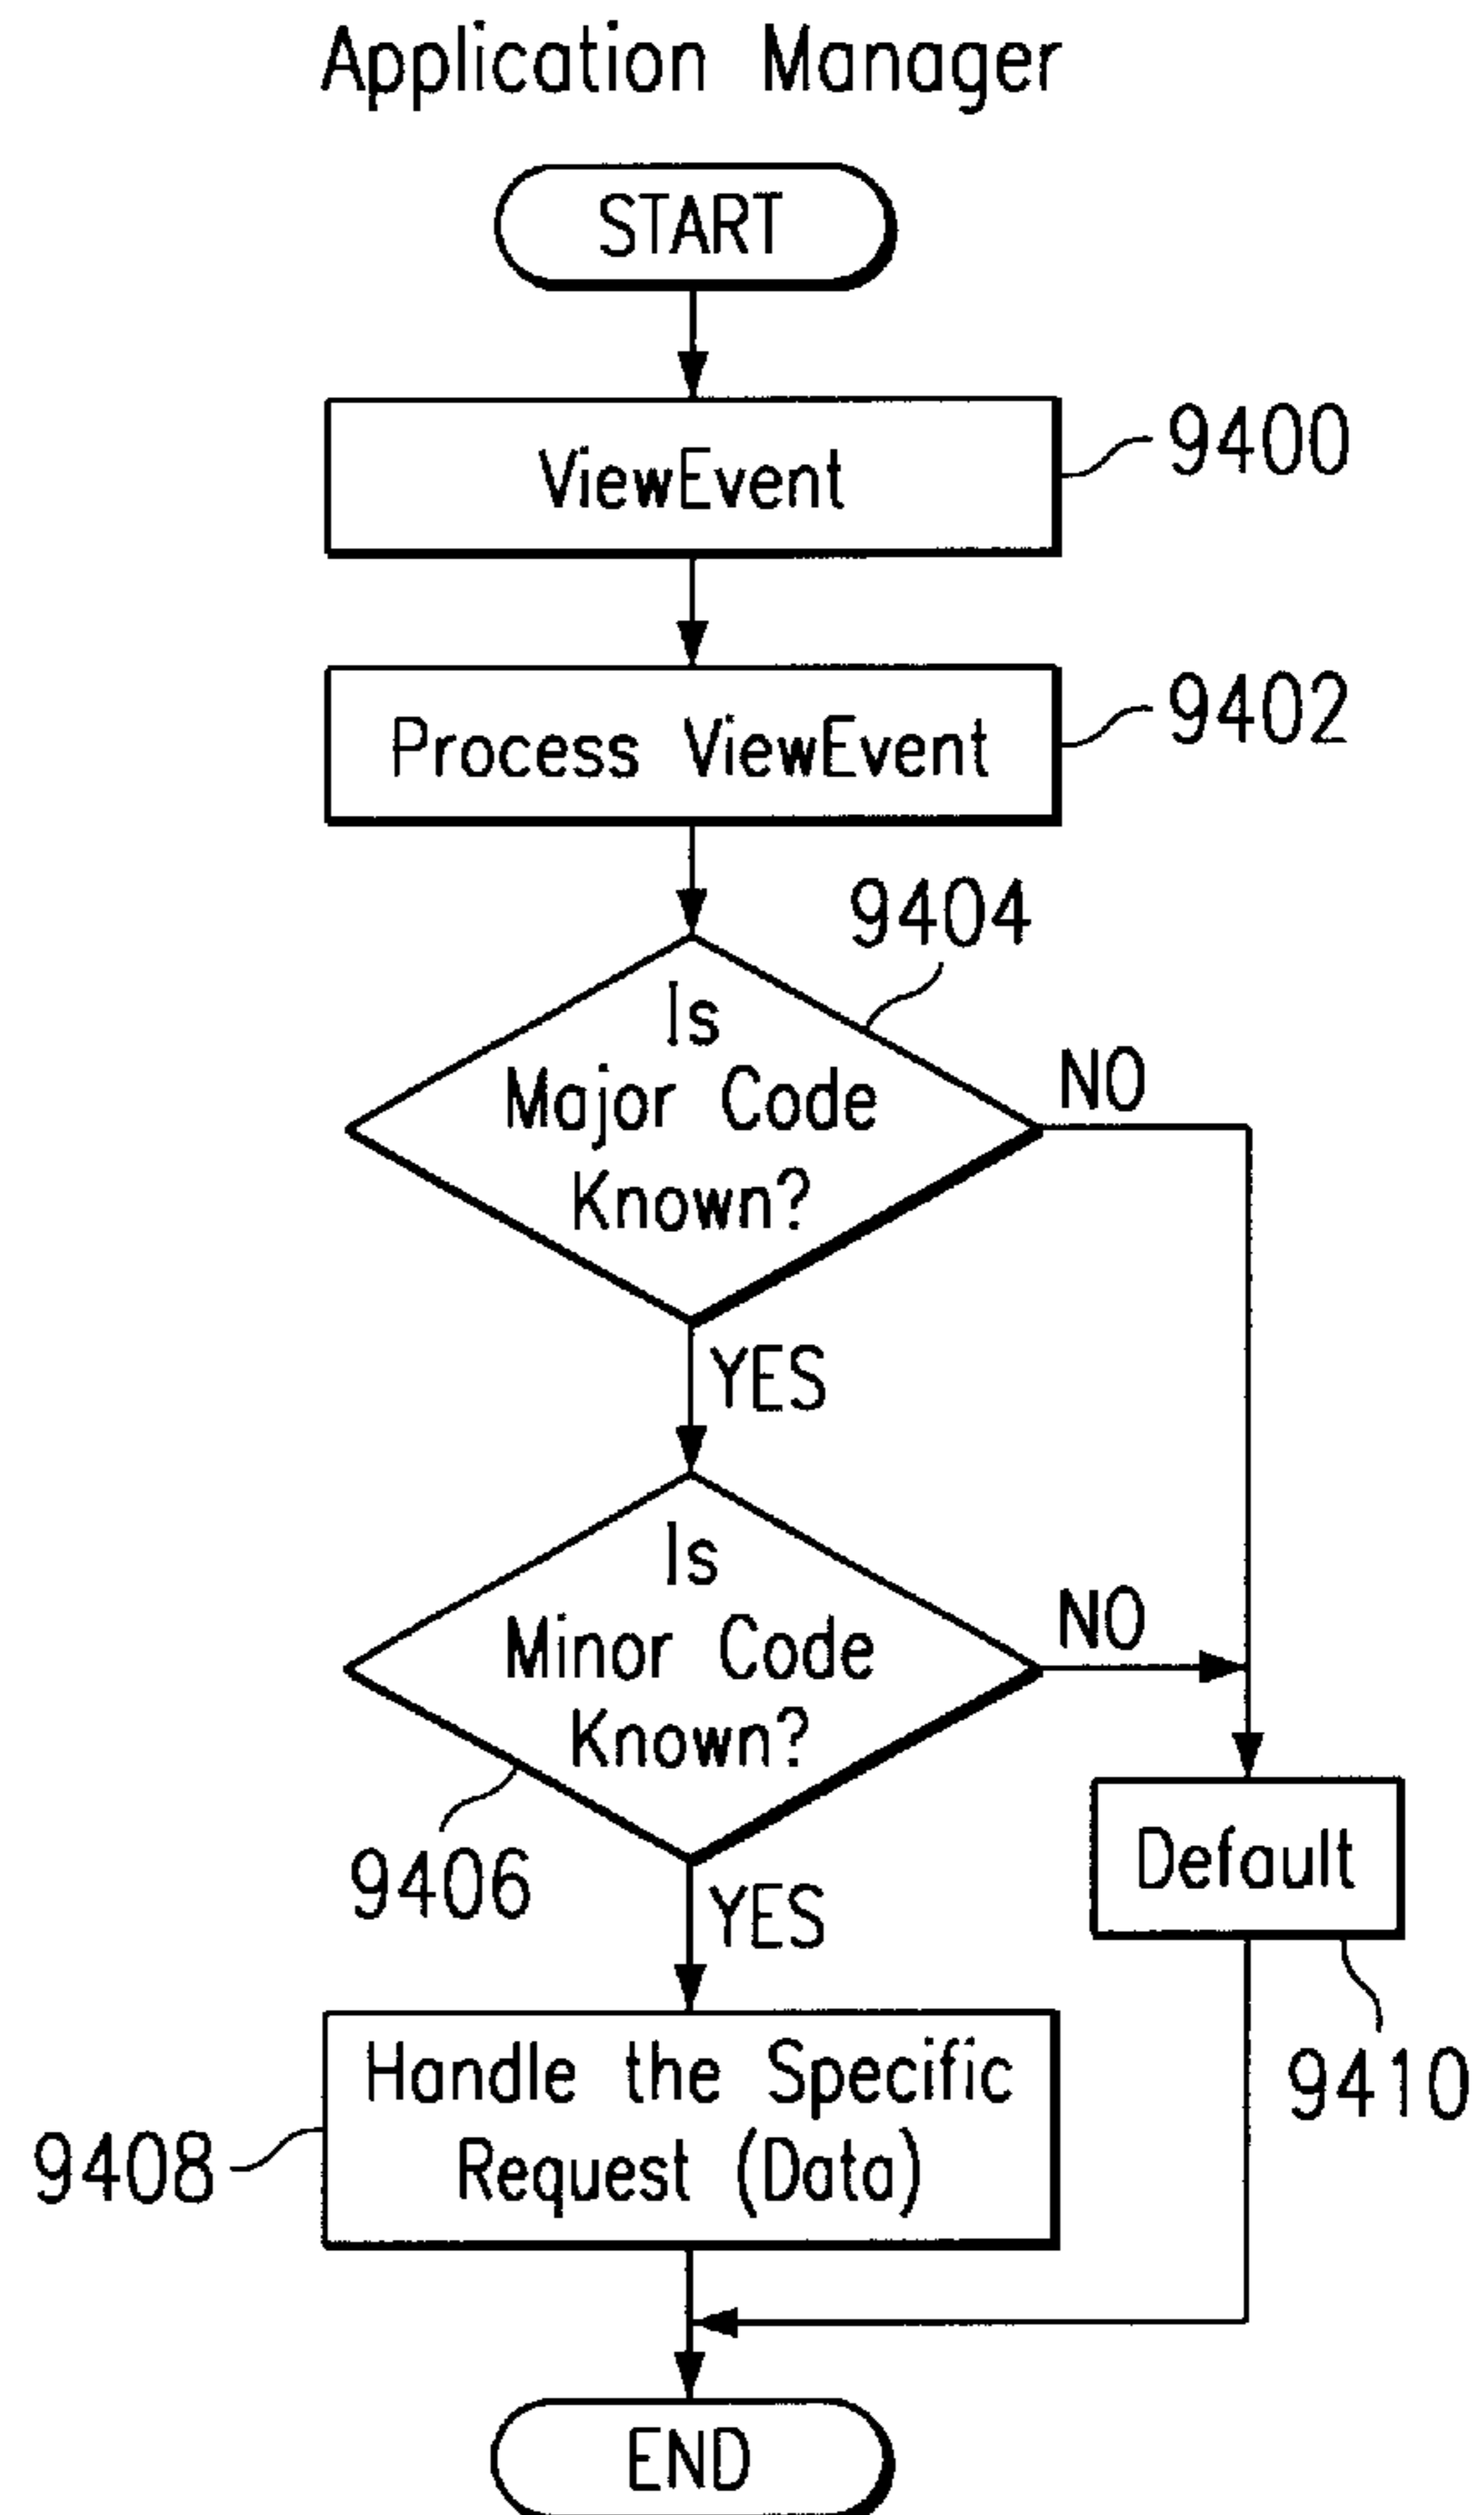 Application Manager
START
ViewEvent
9400
Process ViewEvent
9402
9404
Is
Major Code
Known?
NO
YES
Is
Minor Code
Known?
NO
9406
YES
Default
9410
Handle the Specific
Request (Data)
9408
END